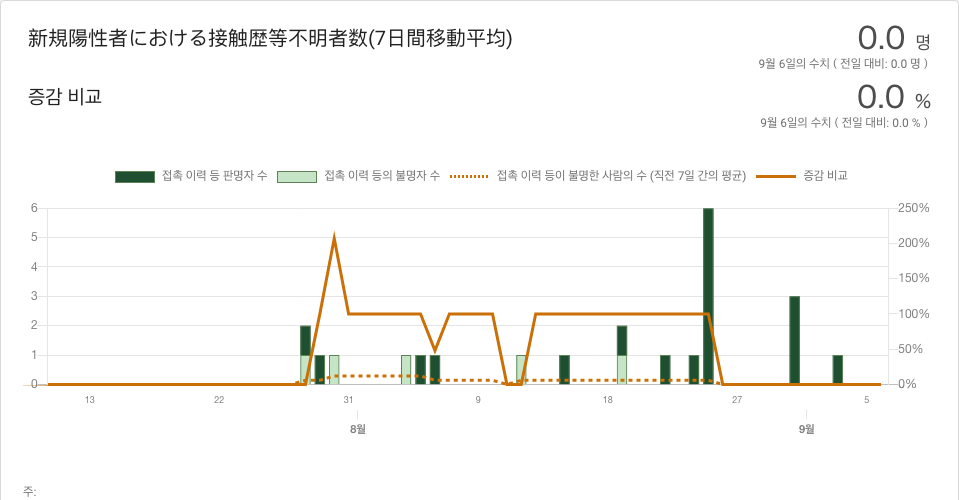 新規陽性者における接触歴等不明者数(7日間移動平均)
0.0 명
9월 6일의 수치 ( 전일 대비: 0.0 명 )
증감 비교
0.0 %
9월 6일의 수치 ( 전일 대비: 0.0 % )
접촉 이력 등 판명자 수 접촉 이력 등의 불명자 수 접촉 이력 등이 불명한 사람의 수 (직전 7일 간의 평균) 증감 비교
6 250%
5 200%
4 150%
3 100%
2 50%
1 0%
0
13 22 31 9 18 27 5
8월 9월
주: